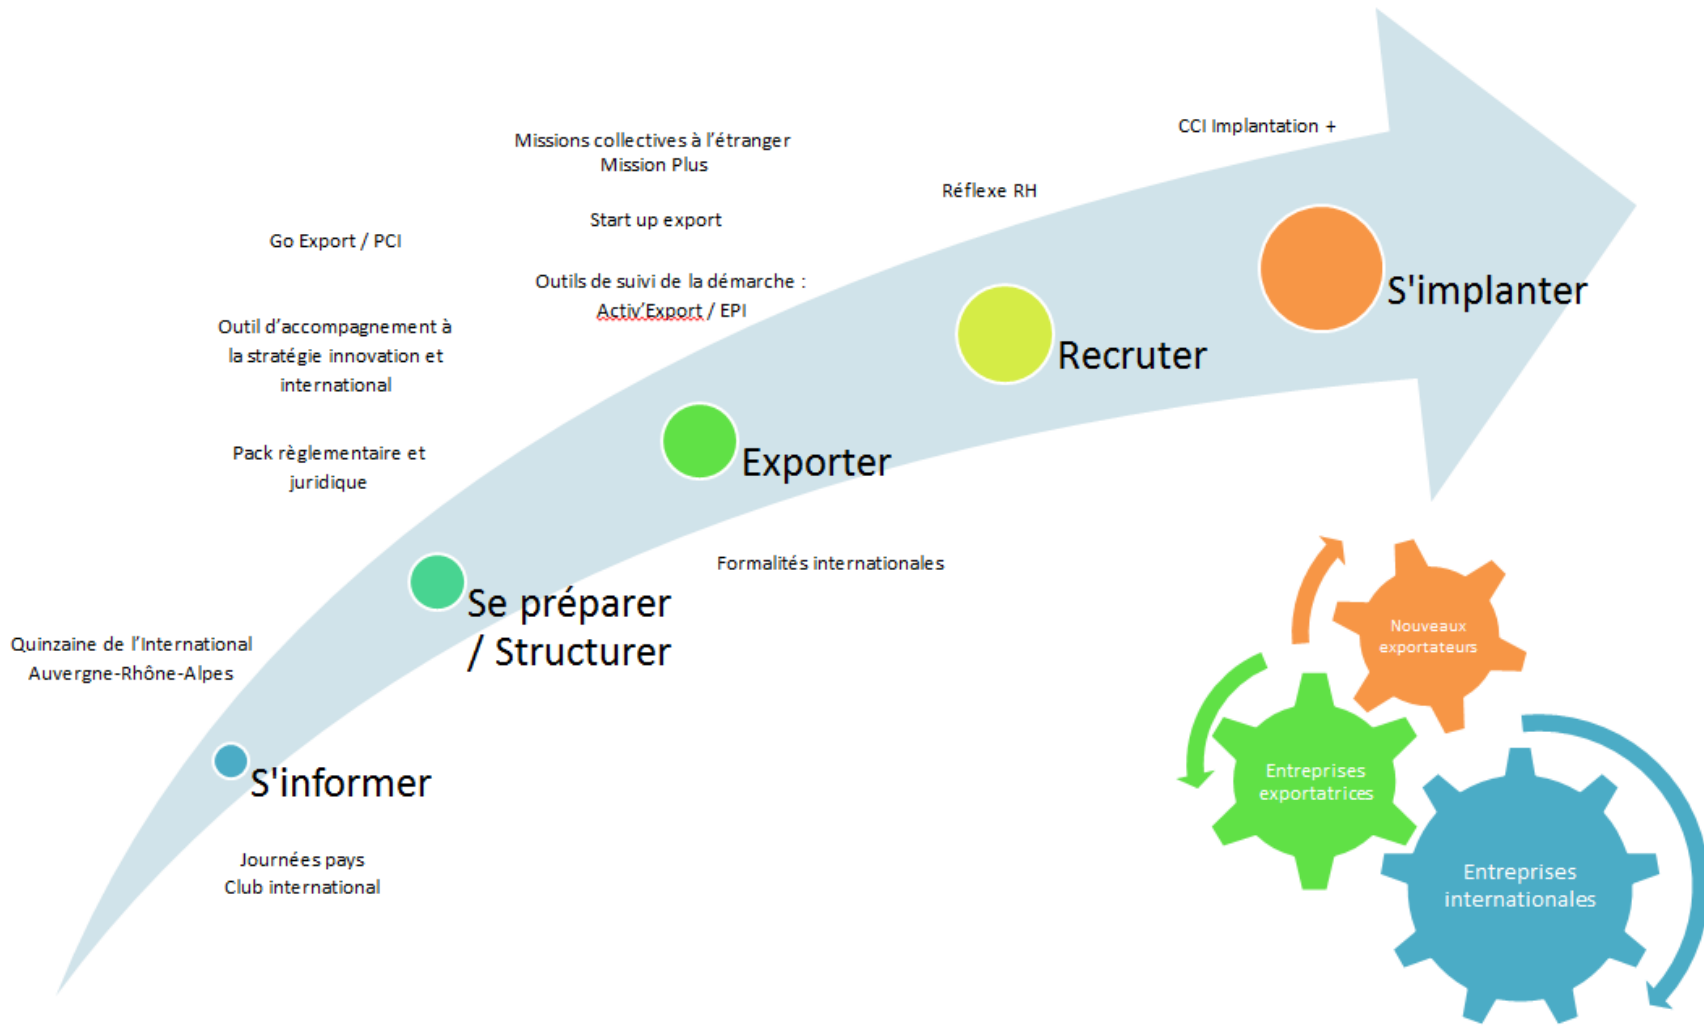 CCI Implantation +
Missions collectives à l'étranger
Mission Plus
Réflexe RH
Start up export
Go Export / PCI
Outils de suivi de la démarche :
Activ'Export / EPI
S'implanter
Outil d'accompagnement à
la stratégie innovation et
international
Recruter
Pack règlementaire et
juridique
Exporter
Formalités internationales
Se préparer
/ Structurer
Quinzaine de l'International
Auvergne-Rhône-Alpes
S'informer
Journées pays
Club international
Nouveaux
exportateurs
Entreprises
exportatrices
Entreprises
internationales